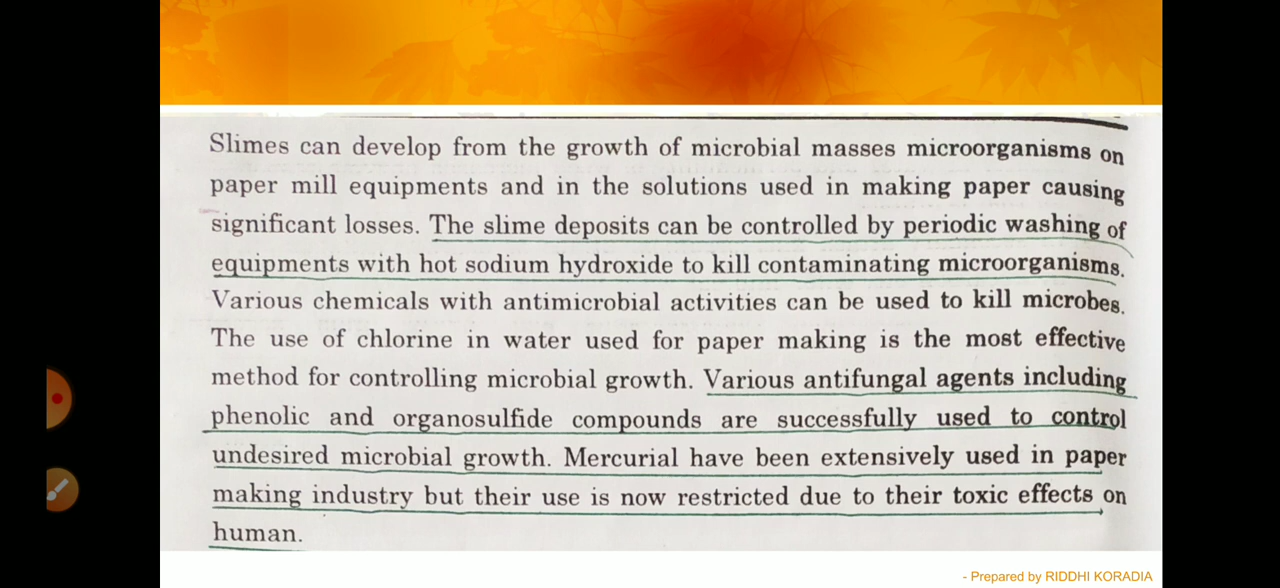 Slimes can develop from the growth of microbial masses microorganisms on
paper mill equipments and in the solutions used in making paper causing
significant losses. The slime deposits can be controlled by periodic washing of
equipments with hot sodium hydroxide to kill contaminating microorganisms.
Various chemicals with antimicrobial activities can be used to kill microbes.
The use of chlorine in water used for paper making is the most effective
method for controlling microbial growth. Various antifungal agents including
phenolic and organosulfide compounds are successfully used to control
undesired microbial growth. Mercurial have been extensively used in paper
making industry but their use is now restricted due to their toxic effects on
human.
- Prepared by RIDDHI KORADIA